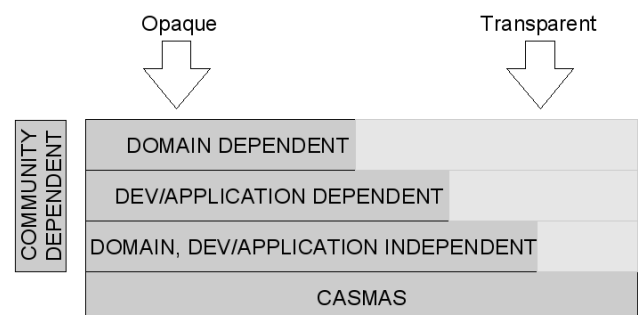 Opaque
Transparent
COMMUNITY
DEPENDENT
DOMAIN DEPENDENT
DEV/APPLICATION DEPENDENT
DOMAIN, DEV/APPLICATION INDEPENDENT
CASMAS